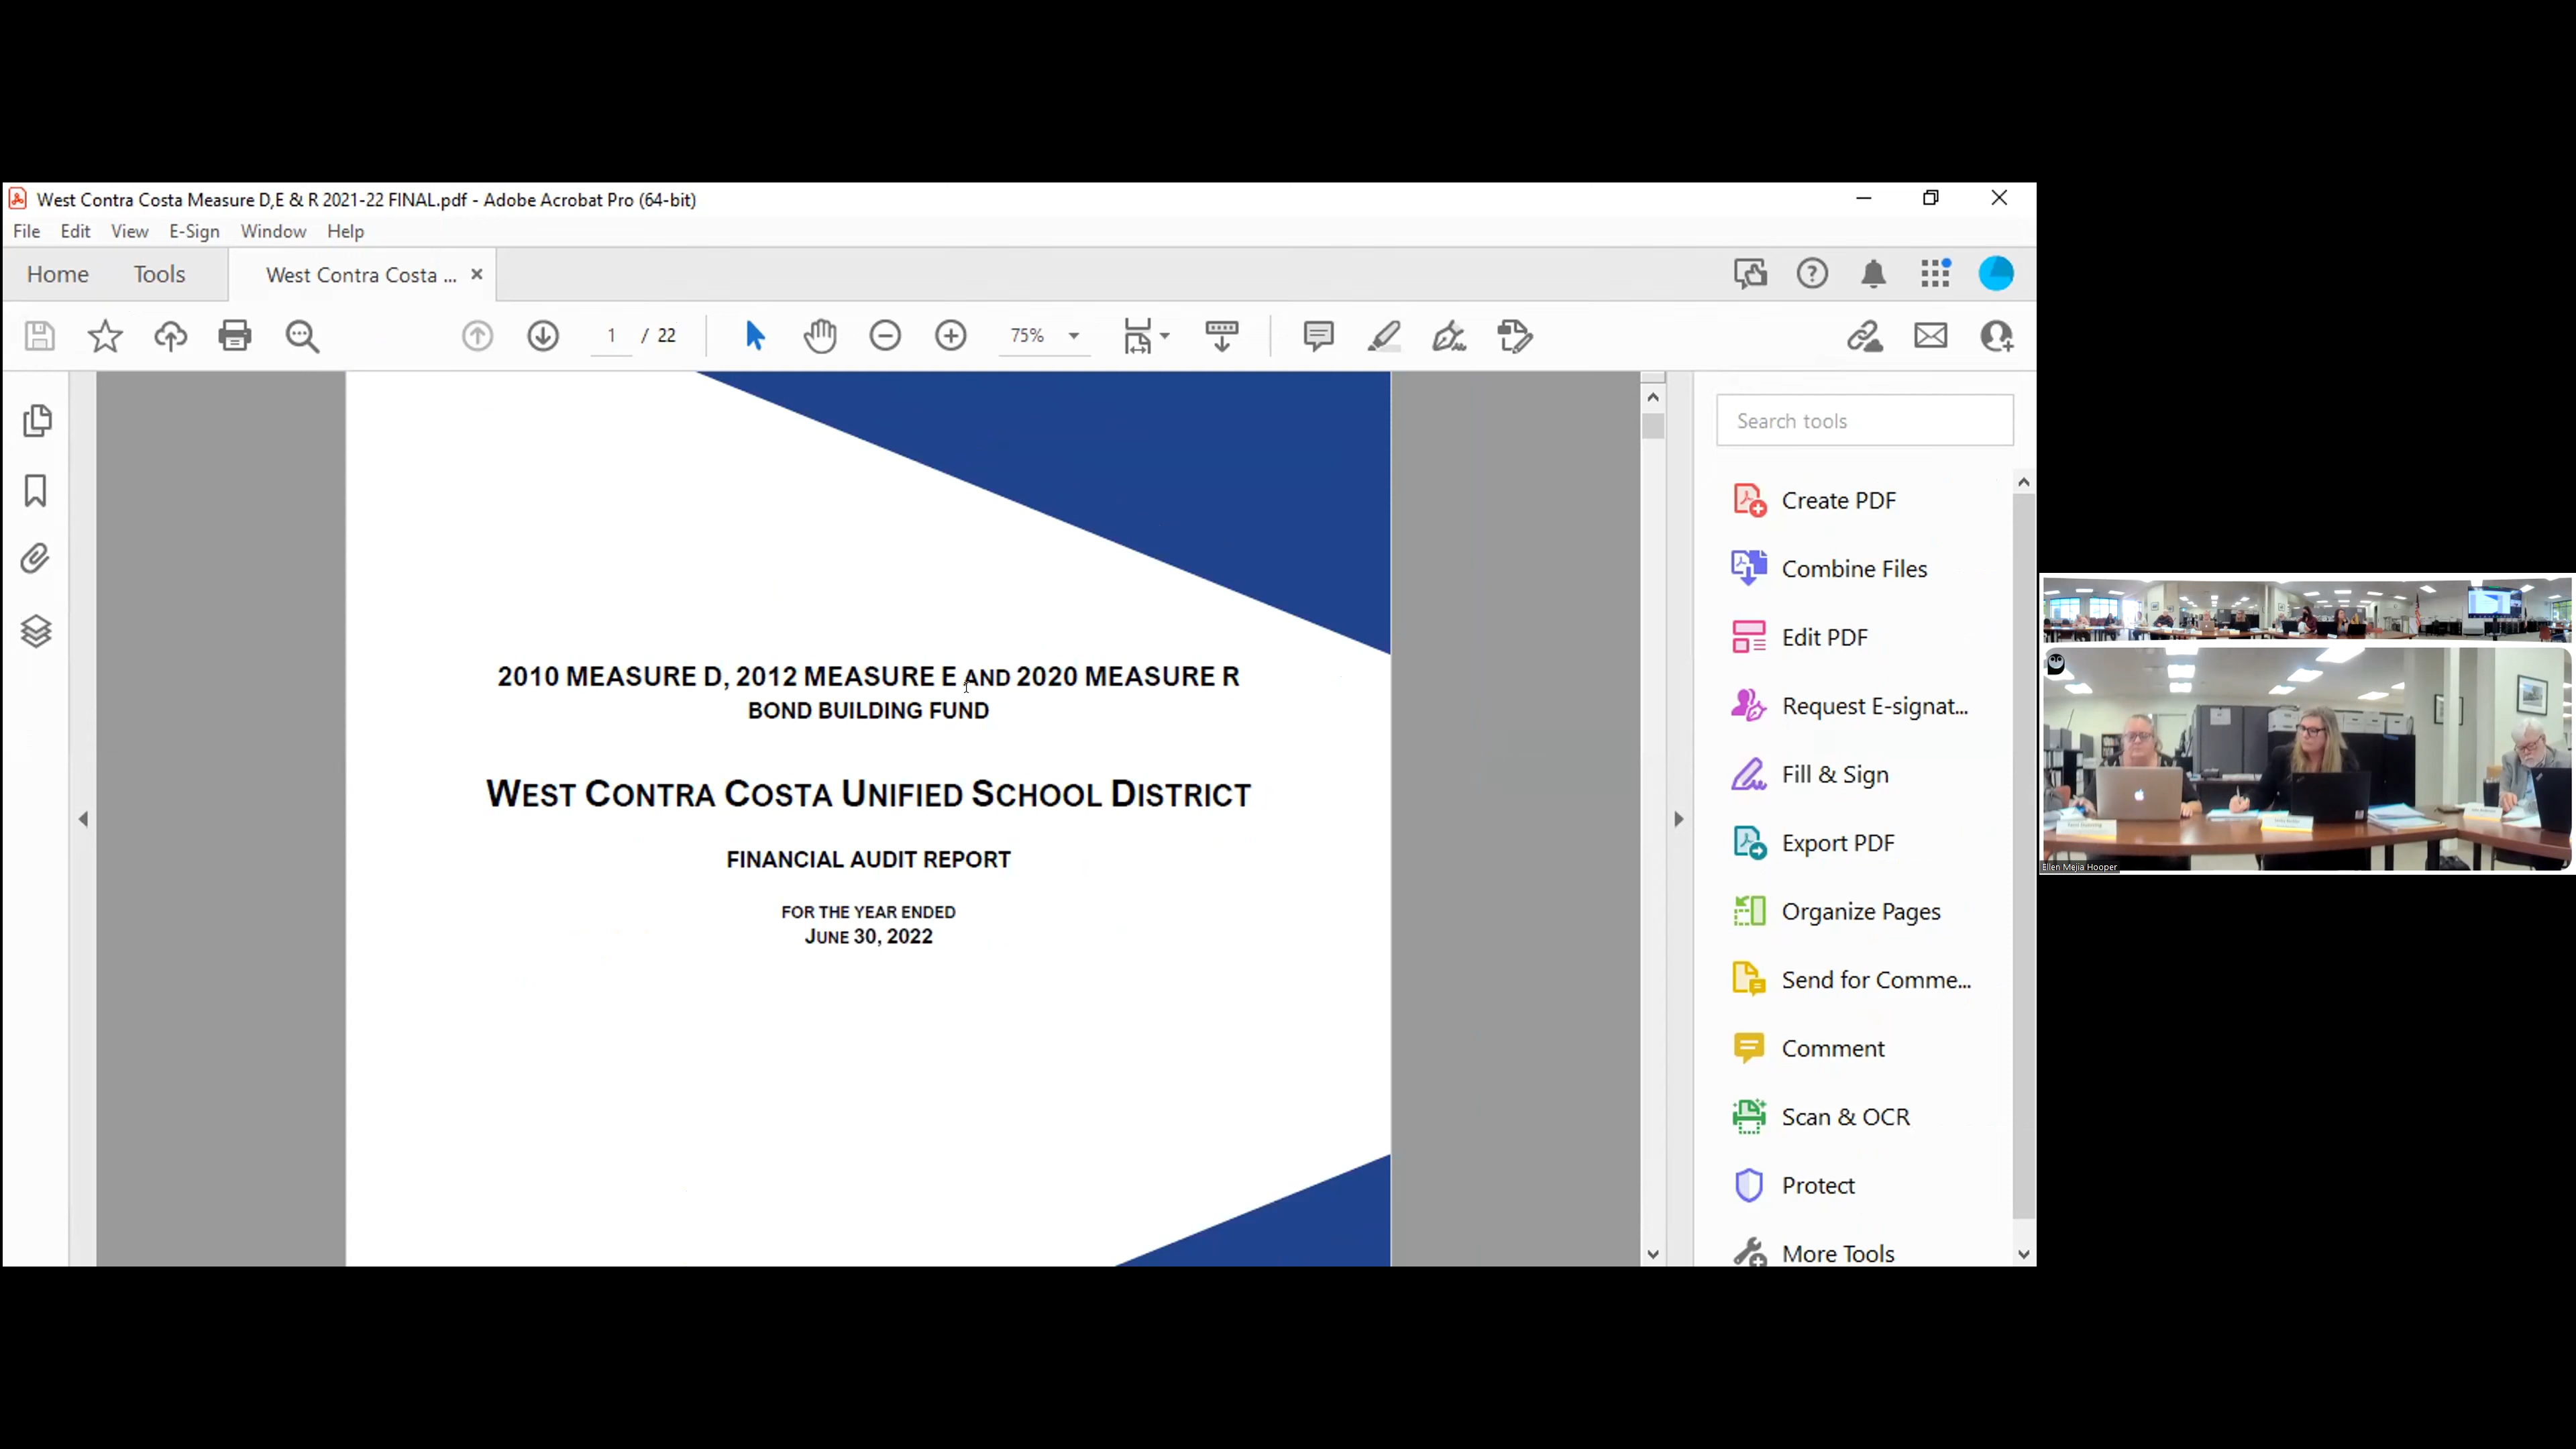 West Contra Costa Measure D,E & R 2021-22 FINAL.pdf - Adobe Acrobat Pro (64-bit)
File Edit View E-Sign Window Help
Home Tools West Contra Costa ... ×
1 / 22 75%
Search tools
Create PDF
Combine Files
Edit PDF
Request E-signat...
Fill & Sign
Export PDF
Organize Pages
Send for Comme...
Comment
Scan & OCR
Protect
More Tools
2010 MEASURE D, 2012 MEASURE E AND 2020 MEASURE R
BOND BUILDING FUND
WEST CONTRA COSTA UNIFIED SCHOOL DISTRICT
FINANCIAL AUDIT REPORT
FOR THE YEAR ENDED
JUNE 30, 2022
Ellen Mejia Hooper